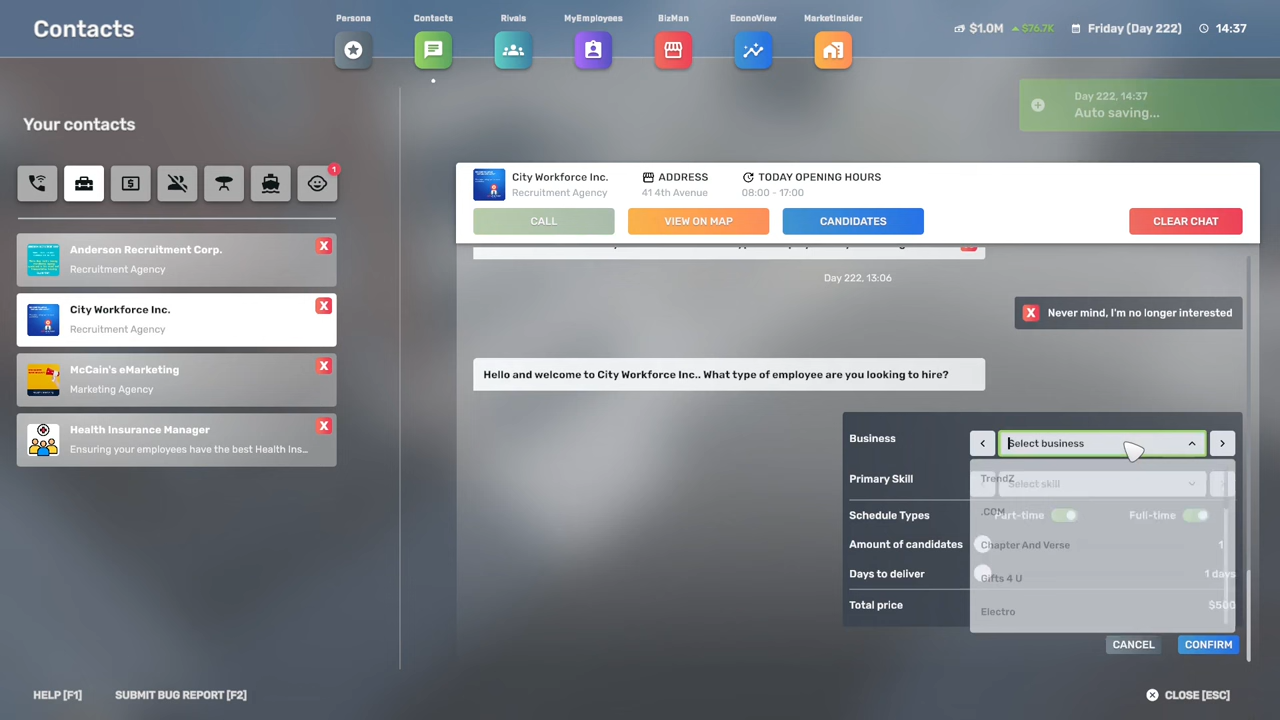 Contacts
Persona
Contacts
Rivals
MyEmployees
BizMan
EconoView
MarketInsider
$1.0M
$76.7K
Friday (Day 222)
14:37
Day 222, 14:37
Auto saving...
Your contacts
1
Anderson Recruitment Corp.
X
Recruitment Agency
City Workforce Inc.
X
Recruitment Agency
McCain's eMarketing
X
Marketing Agency
Health Insurance Manager
X
Ensuring your employees have the best Health Ins...
City Workforce Inc.
Recruitment Agency
ADDRESS
41 4th Avenue
TODAY OPENING HOURS
08:00 - 17:00
CALL
VIEW ON MAP
CANDIDATES
CLEAR CHAT
Day 222, 13:06
X Never mind, I'm no longer interested
Hello and welcome to City Workforce Inc.. What type of employee are you looking to hire?
Business
< Select business >
Primary Skill
Select skill
TrendZ
Schedule Types
Part-time
Full-time
.COM
Amount of candidates
1
Chapter And Verse
Days to deliver
1 days
Gifts 4 U
Total price
$500
Electro
CANCEL
CONFIRM
HELP [F1]
SUBMIT BUG REPORT [F2]
CLOSE [ESC]